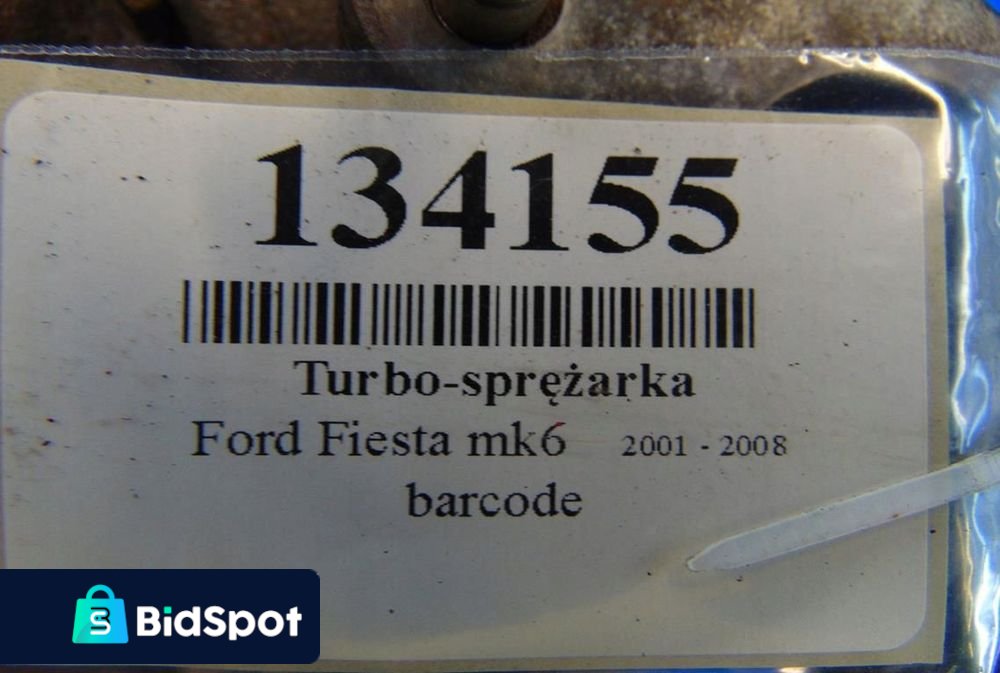 134155
Turbo-sprężarka
Ford Fiesta mk6 2001 - 2008
barcode
BidSpot